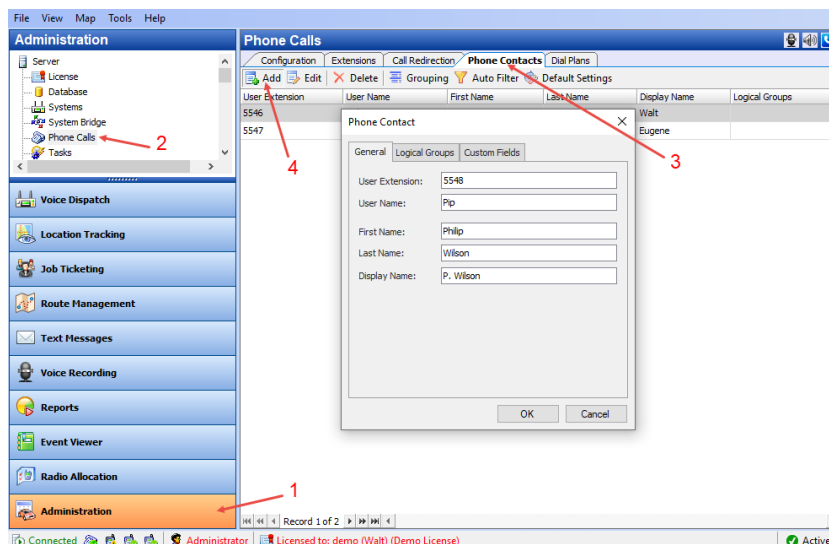 File View Map Tools Help
Administration
Phone Calls
Server
License
Database
Systems
System Bridge
Phone Calls
Tasks
2
Configuration Extensions Call Redirection Phone Contacts Dial Plans
Add Edit Delete Grouping Auto Filter Default Settings
User Extension User Name First Name Last Name Display Name Logical Groups
5546 Walt
5547 Eugene
4
3
Phone Contact
General Logical Groups Custom Fields
User Extension: 5548
User Name: Pip
First Name: Philip
Last Name: Wilson
Display Name: P. Wilson
OK Cancel
Voice Dispatch
Location Tracking
Job Ticketing
Route Management
Text Messages
Voice Recording
Reports
Event Viewer
Radio Allocation
Administration
1
Record 1 of 2
Connected Administrator Licensed to: demo (Walt) (Demo License) Active